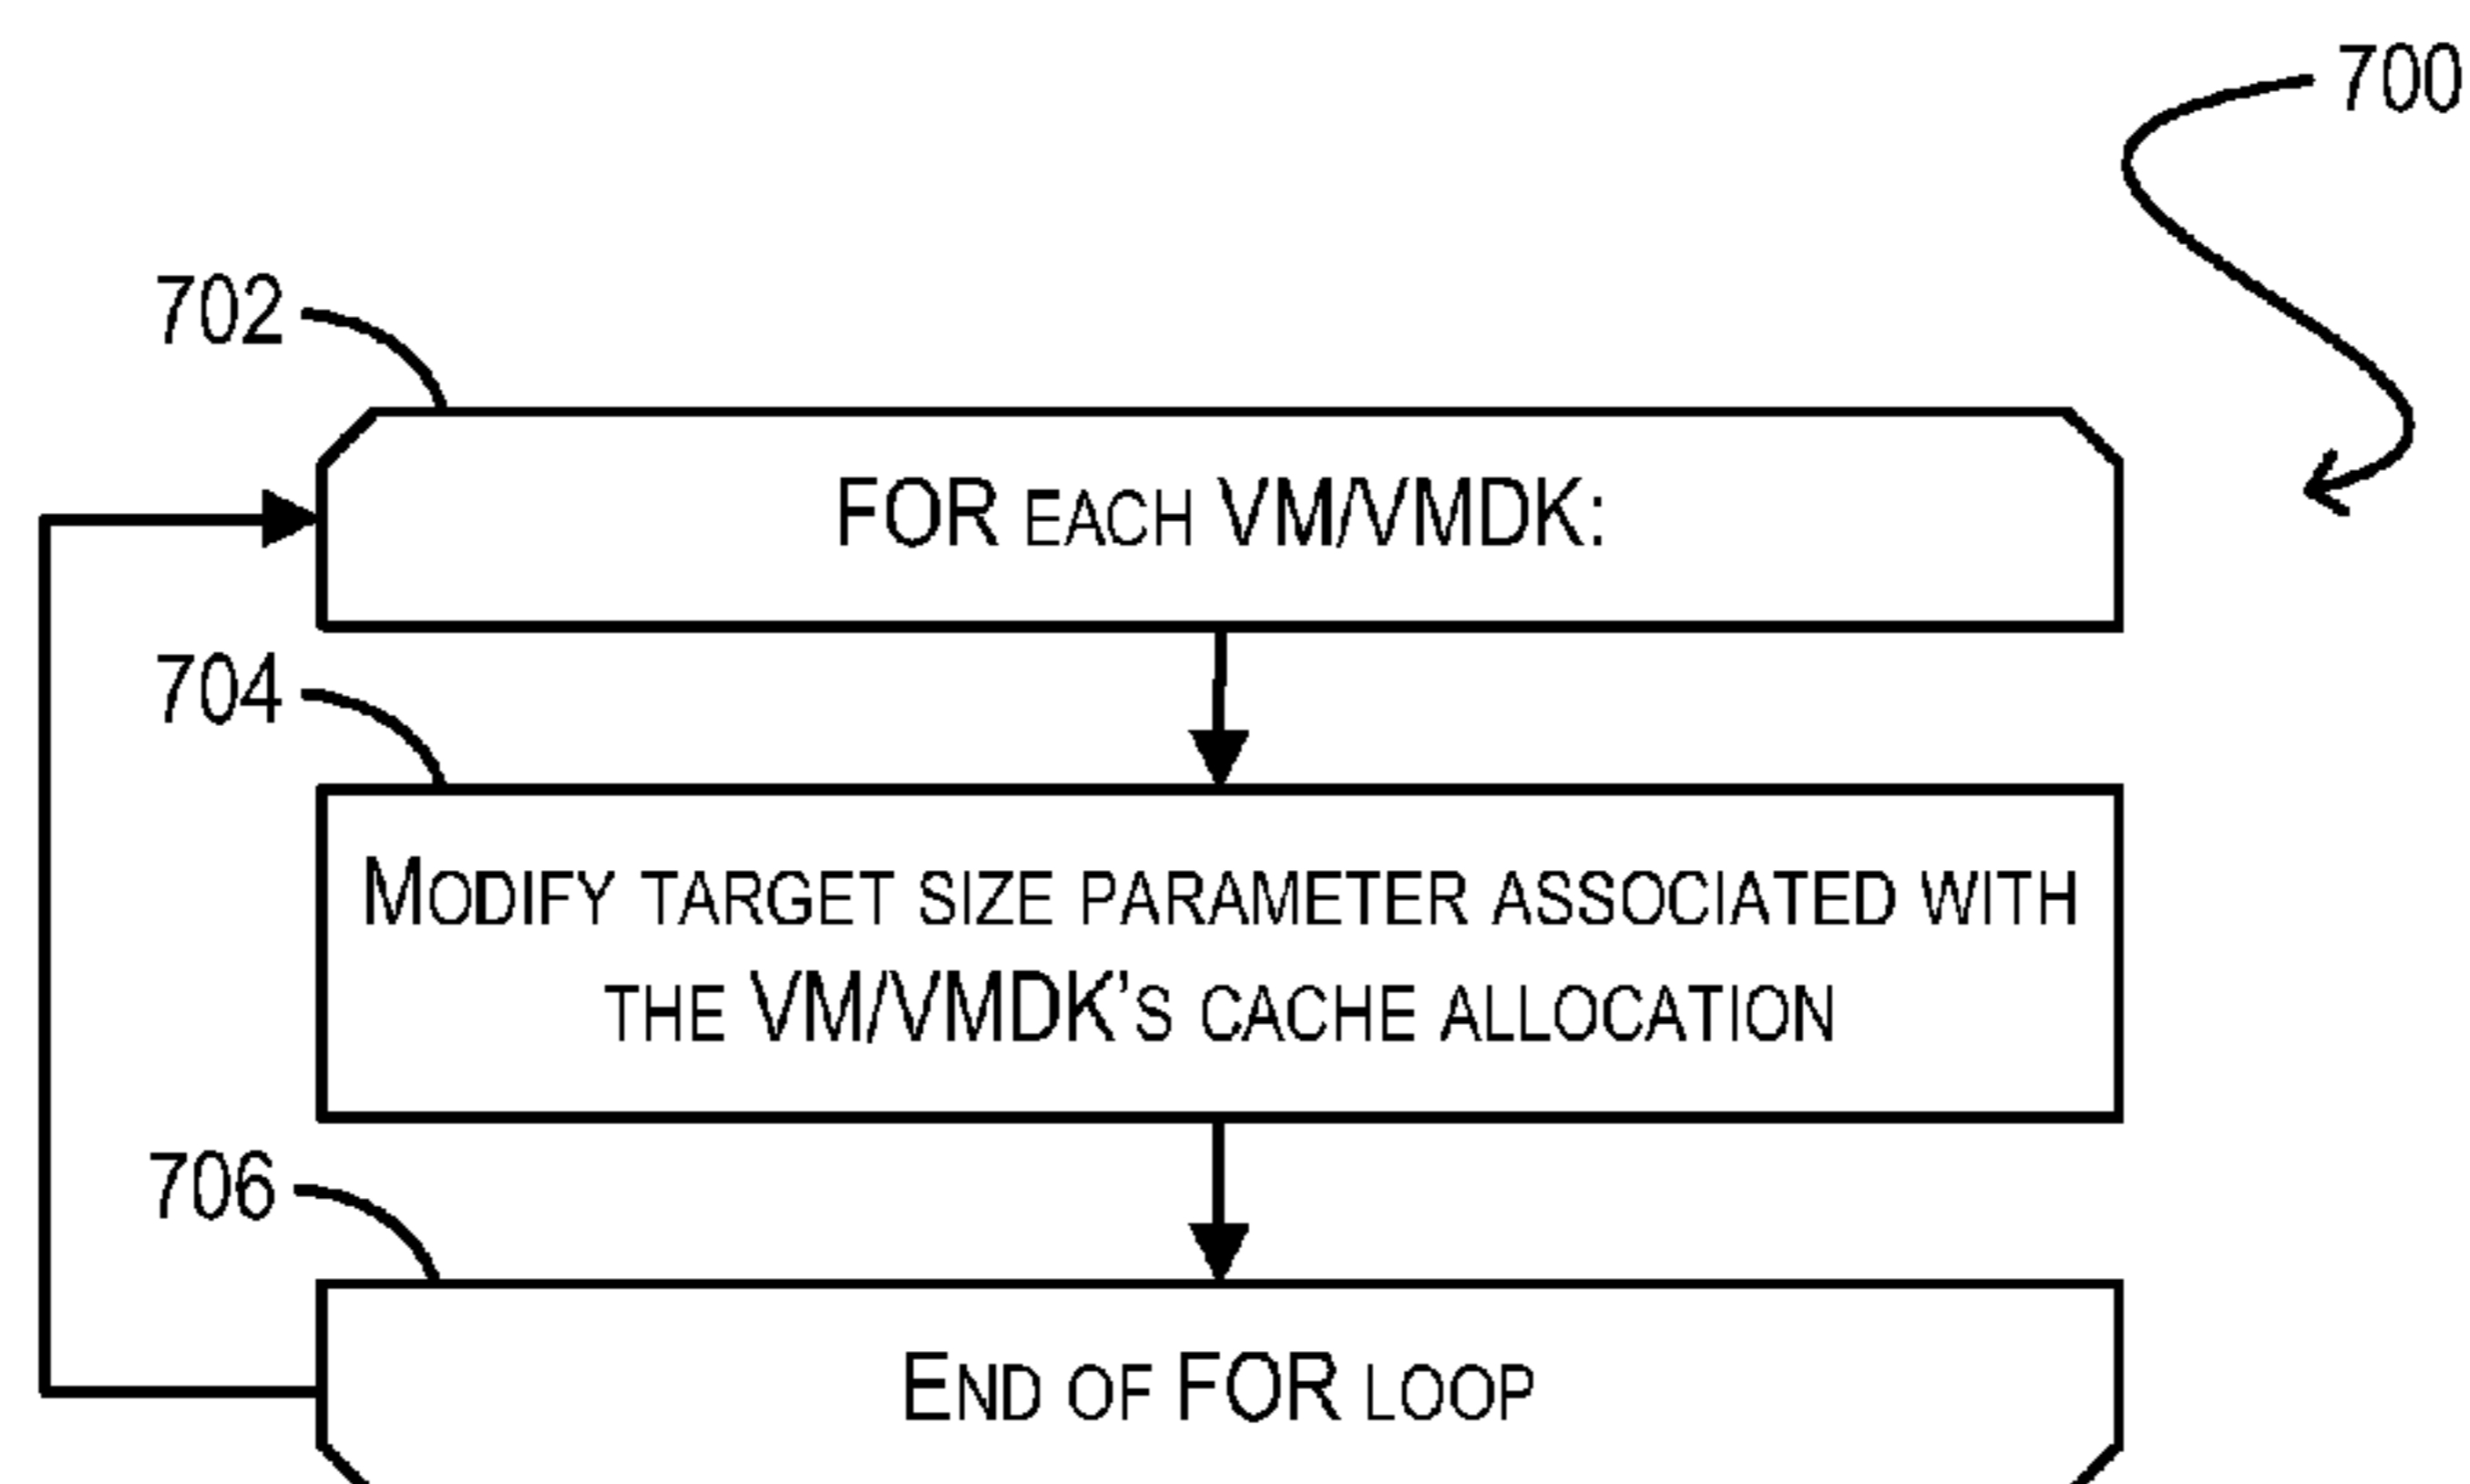 700
702
FOR EACH VM/VMDK:
704
MODIFY TARGET SIZE PARAMETER ASSOCIATED WITH
THE VM/VMDK'S CACHE ALLOCATION
706
END OF FOR LOOP